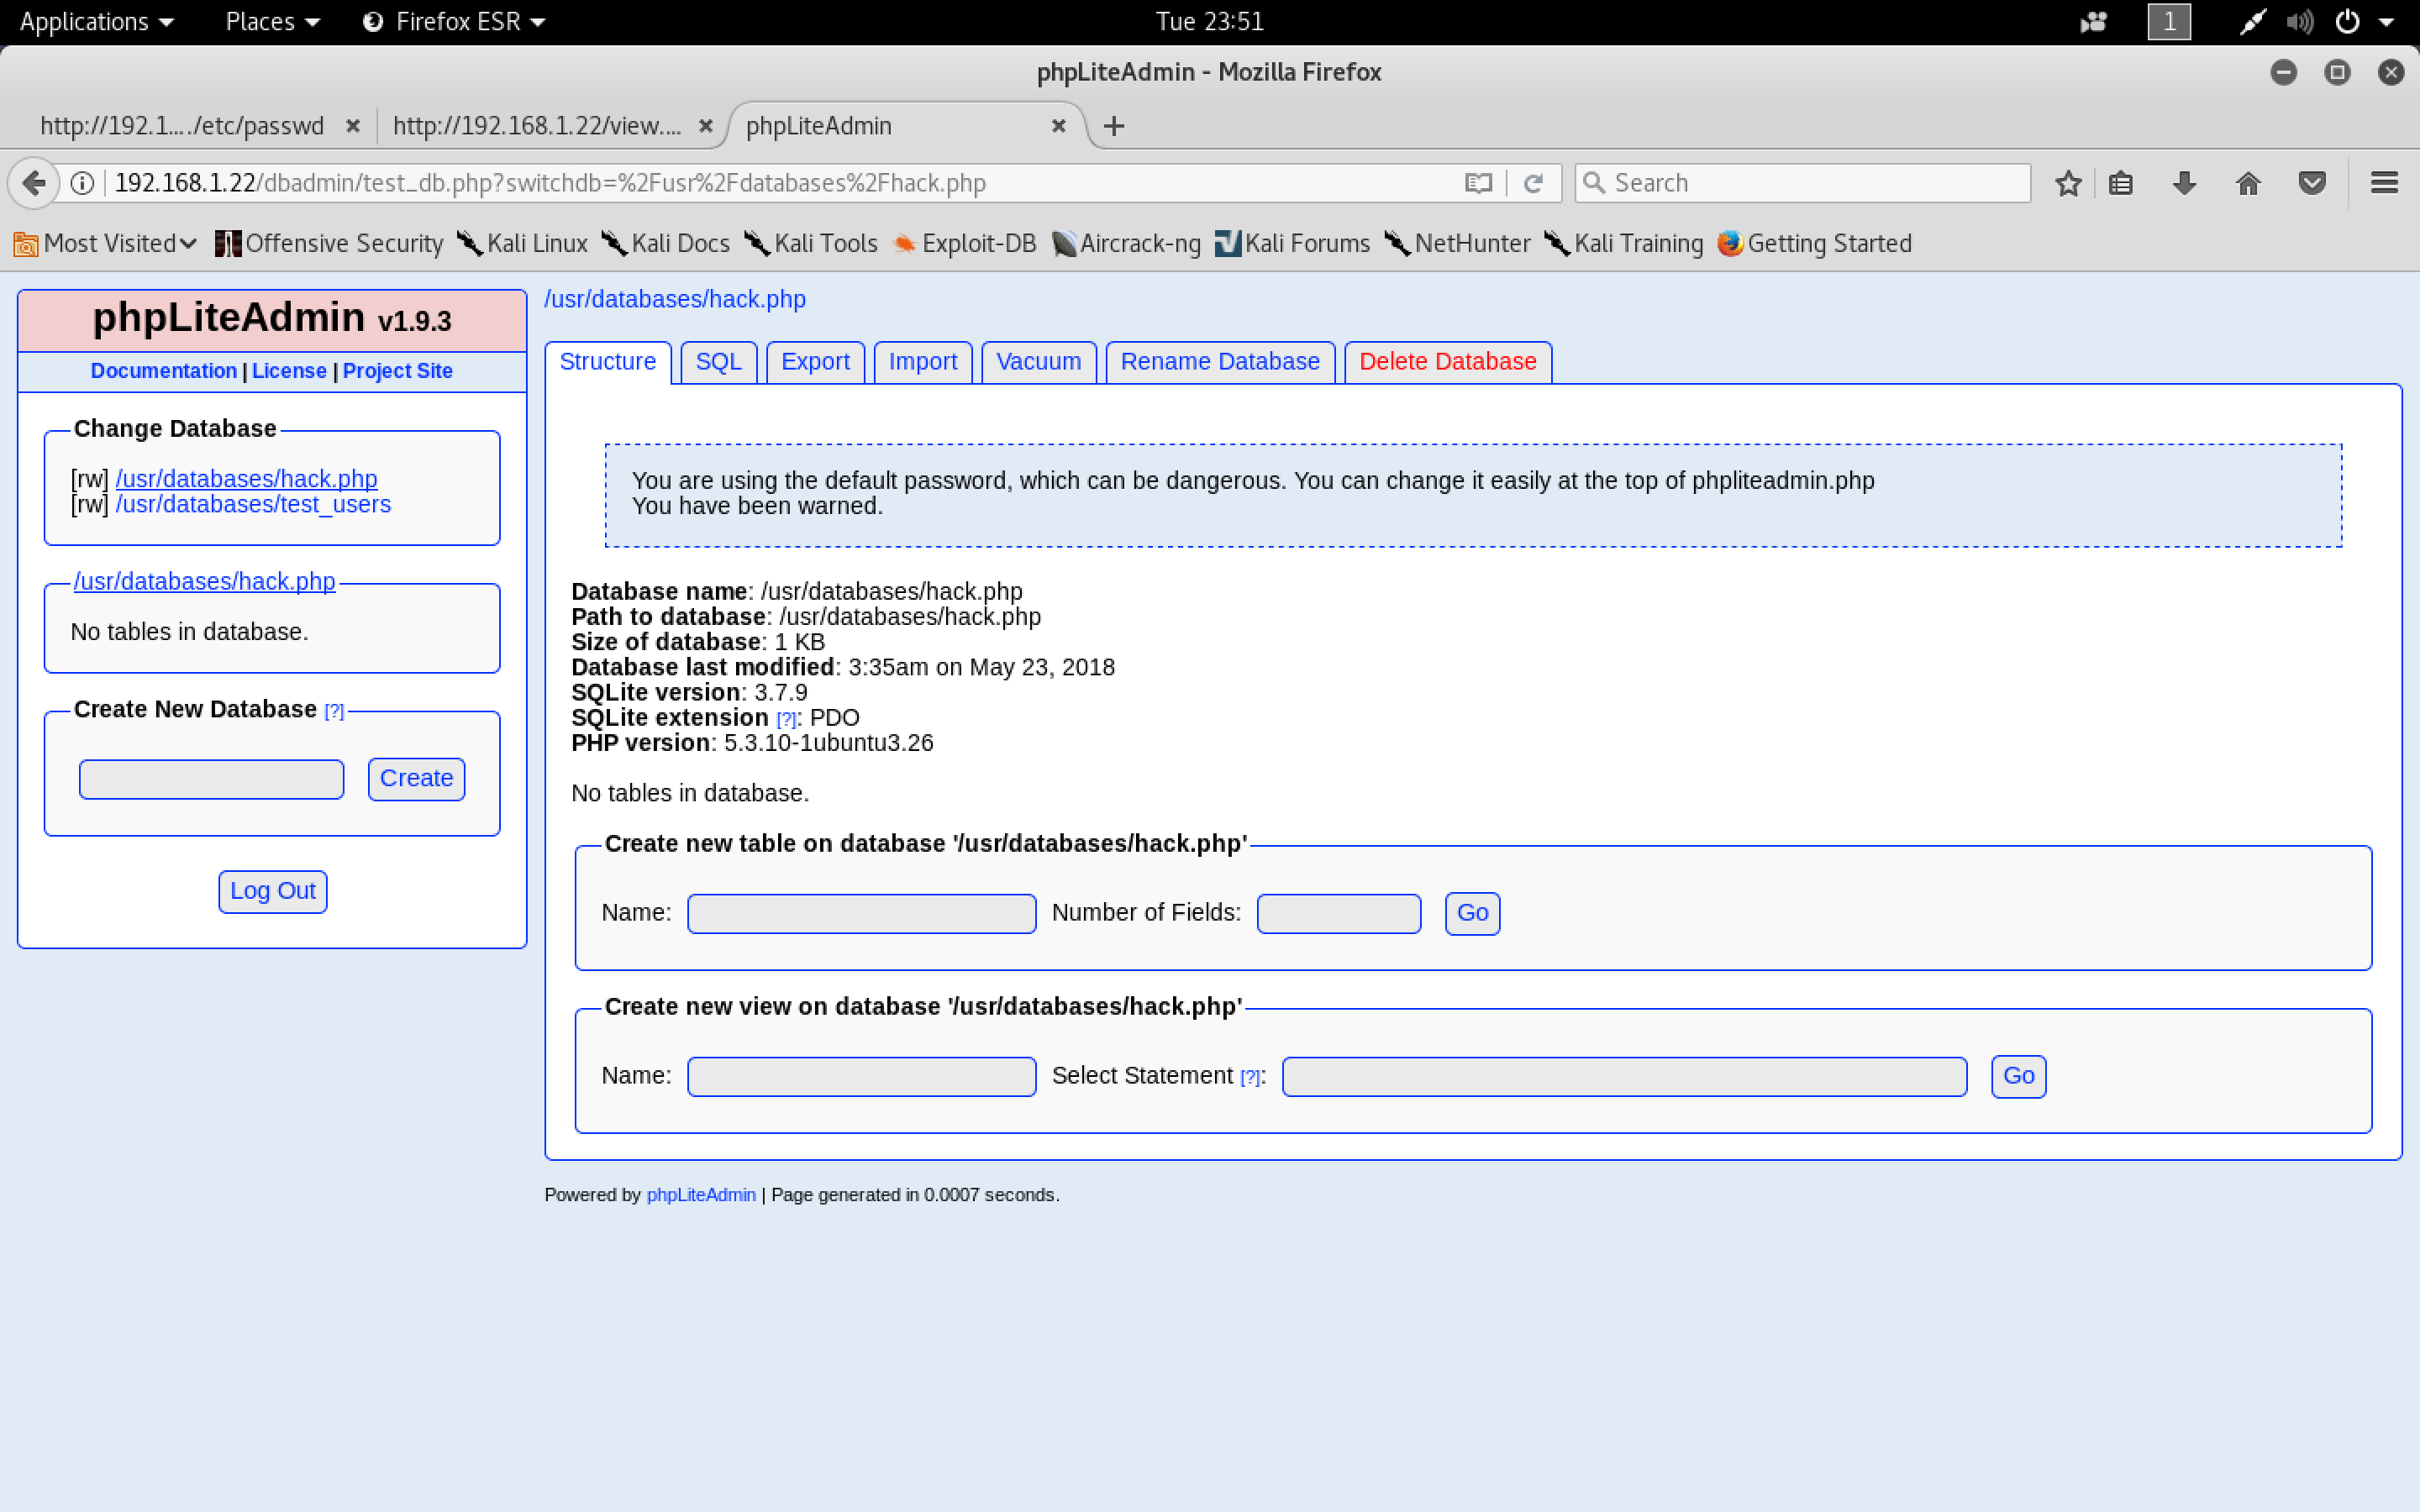 Applications Places Firefox ESR Tue 23:51 1
phpLiteAdmin - Mozilla Firefox
http://192.1..../etc/passwd http://192.168.1.22/view.... phpLiteAdmin
192.168.1.22/dbadmin/test_db.php?switchdb=%2Fusr%2Fdatabases%2Fhack.php Search
Most Visited Offensive Security Kali Linux Kali Docs Kali Tools Exploit-DB Aircrack-ng Kali Forums NetHunter Kali Training Getting Started
phpLiteAdmin v1.9.3
Documentation | License | Project Site
Change Database
[rw] /usr/databases/hack.php
[rw] /usr/databases/test_users
/usr/databases/hack.php
No tables in database.
Create New Database [?]
Create
Log Out
/usr/databases/hack.php
Structure SQL Export Import Vacuum Rename Database Delete Database
You are using the default password, which can be dangerous. You can change it easily at the top of phpliteadmin.php
You have been warned.
Database name: /usr/databases/hack.php
Path to database: /usr/databases/hack.php
Size of database: 1 KB
Database last modified: 3:35am on May 23, 2018
SQLite version: 3.7.9
SQLite extension [?]: PDO
PHP version: 5.3.10-1ubuntu3.26
No tables in database.
Create new table on database '/usr/databases/hack.php'
Name: Number of Fields: Go
Create new view on database '/usr/databases/hack.php'
Name: Select Statement [?]: Go
Powered by phpLiteAdmin | Page generated in 0.0007 seconds.